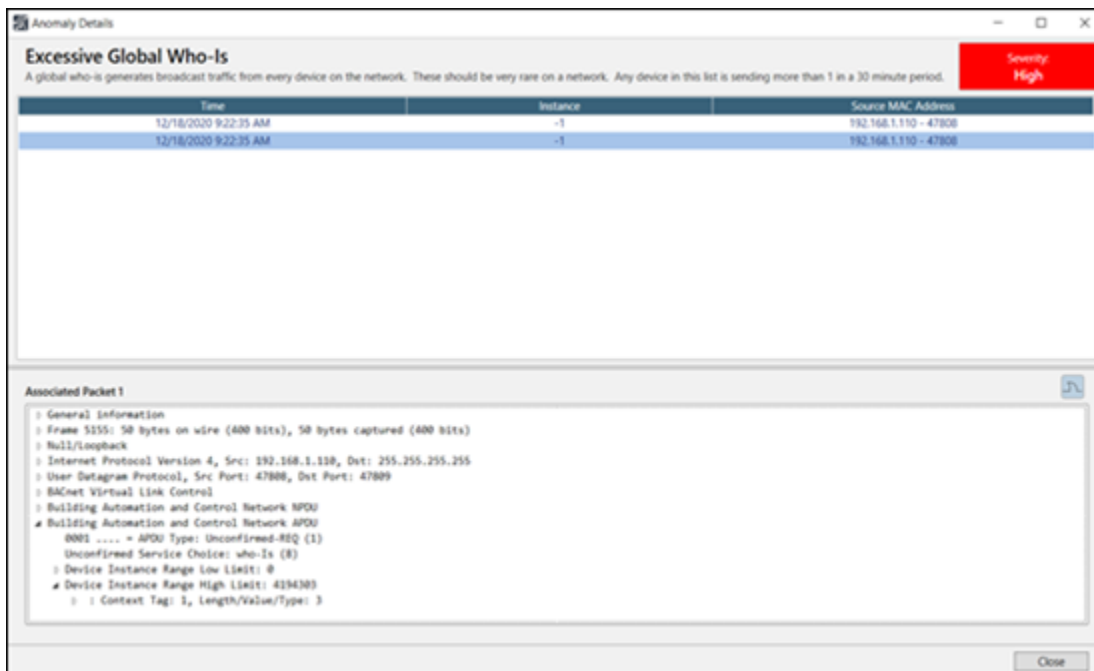 Anomaly Details
Excessive Global Who-Is
A global who-is generates broadcast traffic from every device on the network. These should be very rare on a network. Any device in this list is sending more than 1 in a 30 minute period.
Severity:
High
Time Instance Source MAC Address
12/18/2020 9:22:35 AM -1 192.168.1.110 - 47808
12/18/2020 9:22:35 AM -1 192.168.1.110 - 47808
Associated Packet 1
General information
Frame 5155: 50 bytes on wire (400 bits), 50 bytes captured (400 bits)
Null/Loopback
Internet Protocol Version 4, Src: 192.168.1.110, Dst: 255.255.255.255
User Datagram Protocol, Src Port: 47808, Dst Port: 47809
BACnet Virtual Link Control
Building Automation and Control Network NPDU
Building Automation and Control Network APDU
0001 .... = APDU Type: Unconfirmed-REQ (1)
Unconfirmed Service Choice: who-Is (8)
Device Instance Range Low Limit: 0
Device Instance Range High Limit: 4194303
: Context Tag: 1, Length/Value/Type: 3
Close